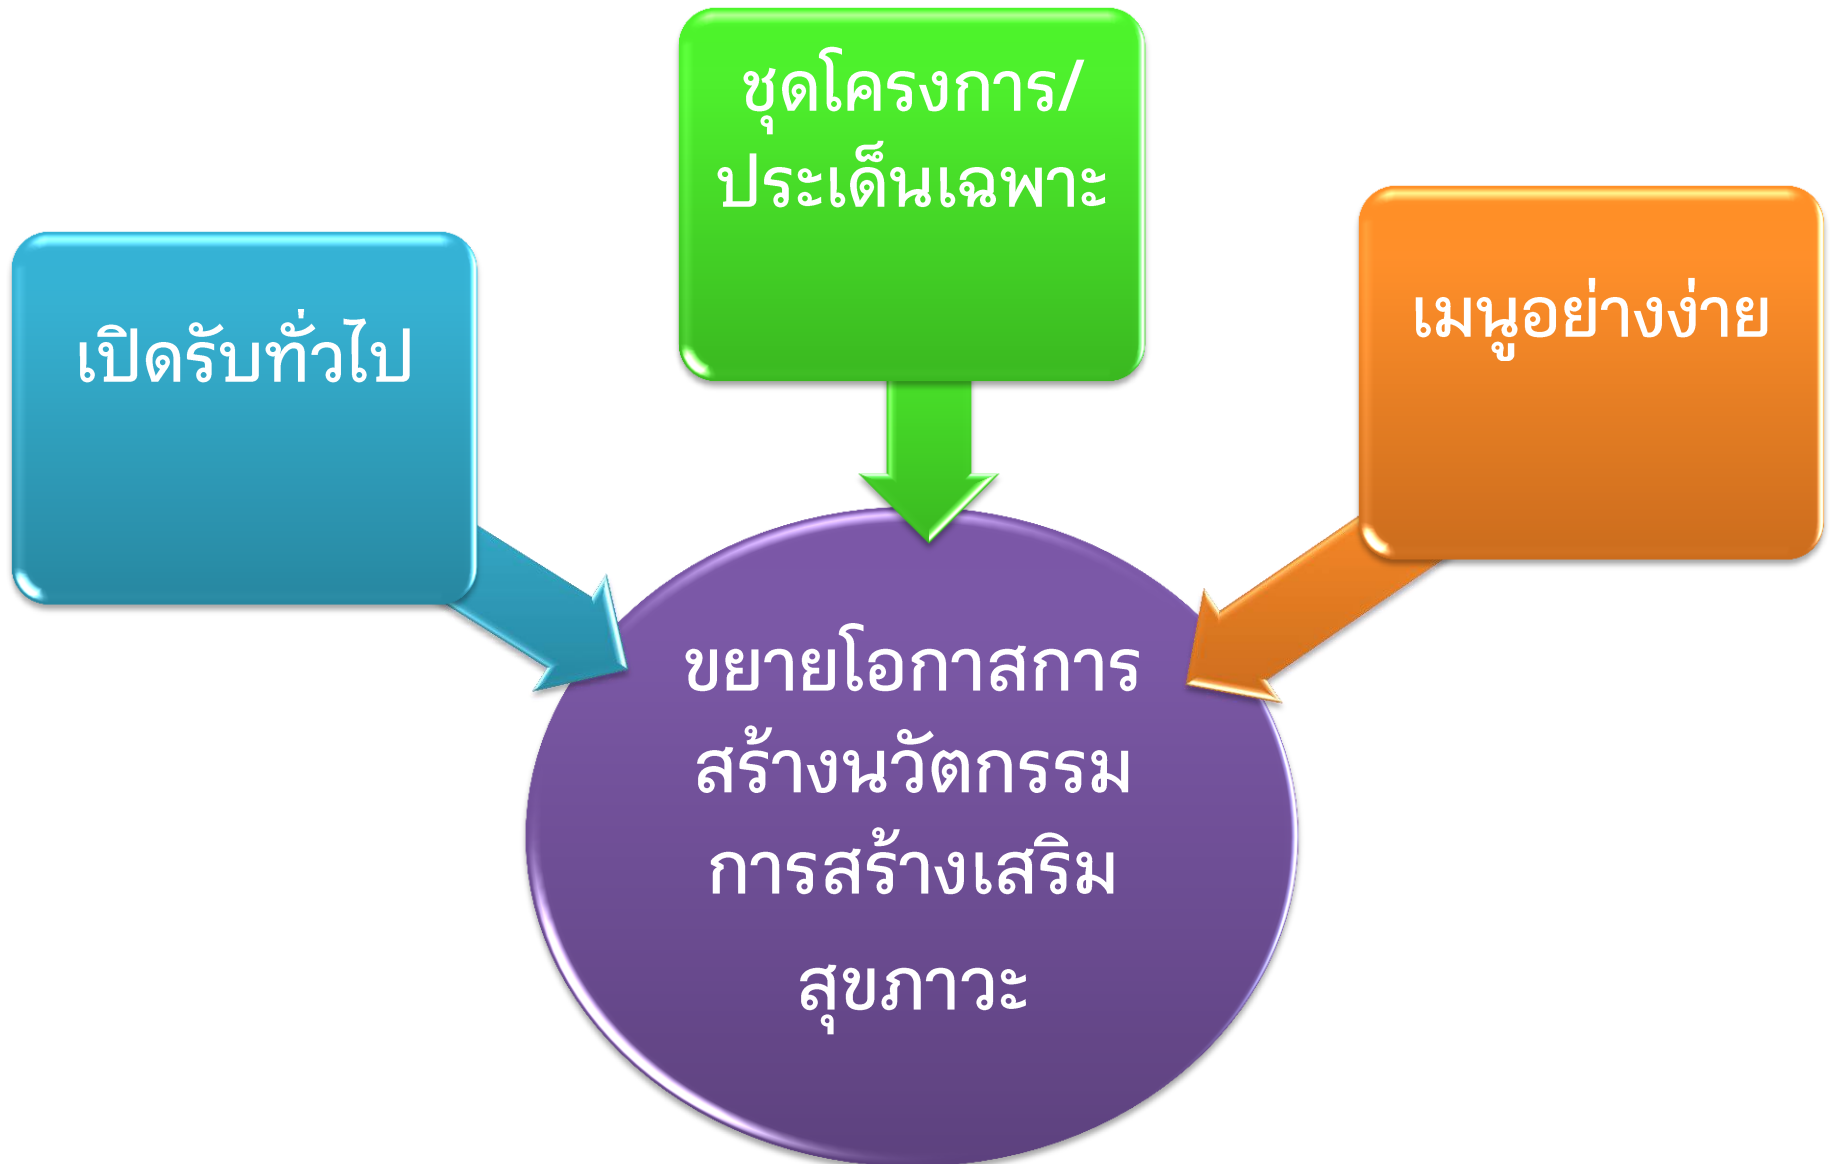 เปิดรับทั่วไป
ชุดโครงการ/
ประเด็นเฉพาะ
เมนูอย่างง่าย
ขยายโอกาสการ
สร้างนวัตกรรม
การสร้างเสริม
สุขภาวะ